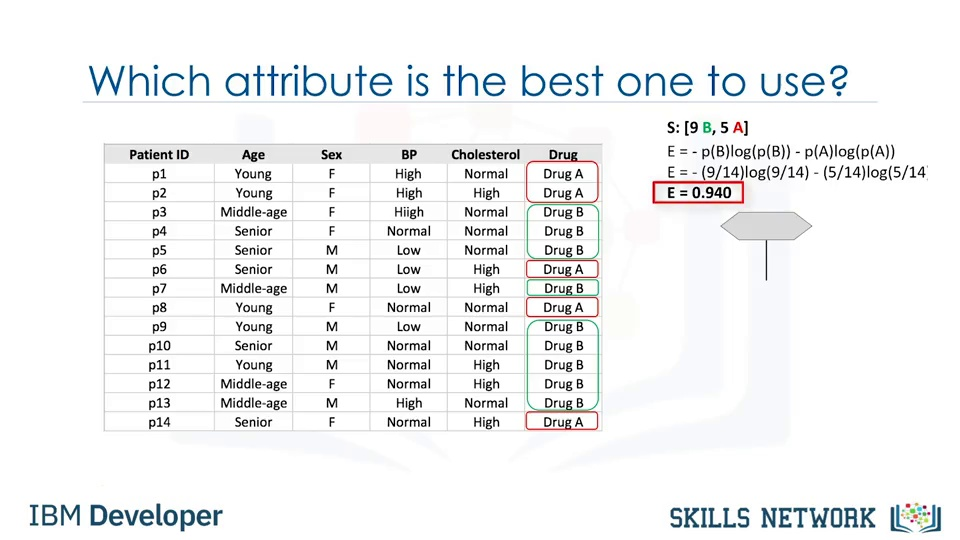 Which attribute is the best one to use?
S: [9 B, 5 A]
E = - p(B)log(p(B)) - p(A)log(p(A))
E = - (9/14)log(9/14) - (5/14)log(5/14)
E = 0.940
Patient ID Age Sex BP Cholesterol Drug
p1 Young F High Normal Drug A
p2 Young F High High Drug A
p3 Middle-age F Hiigh Normal Drug B
p4 Senior F Normal Normal Drug B
p5 Senior M Low Normal Drug B
p6 Senior M Low High Drug A
p7 Middle-age M Low High Drug B
p8 Young F Normal Normal Drug A
p9 Young M Low Normal Drug B
p10 Senior M Normal Normal Drug B
p11 Young M Normal High Drug B
p12 Middle-age F Normal High Drug B
p13 Middle-age M High Normal Drug B
p14 Senior F Normal High Drug A
IBM Developer
SKILLS NETWORK